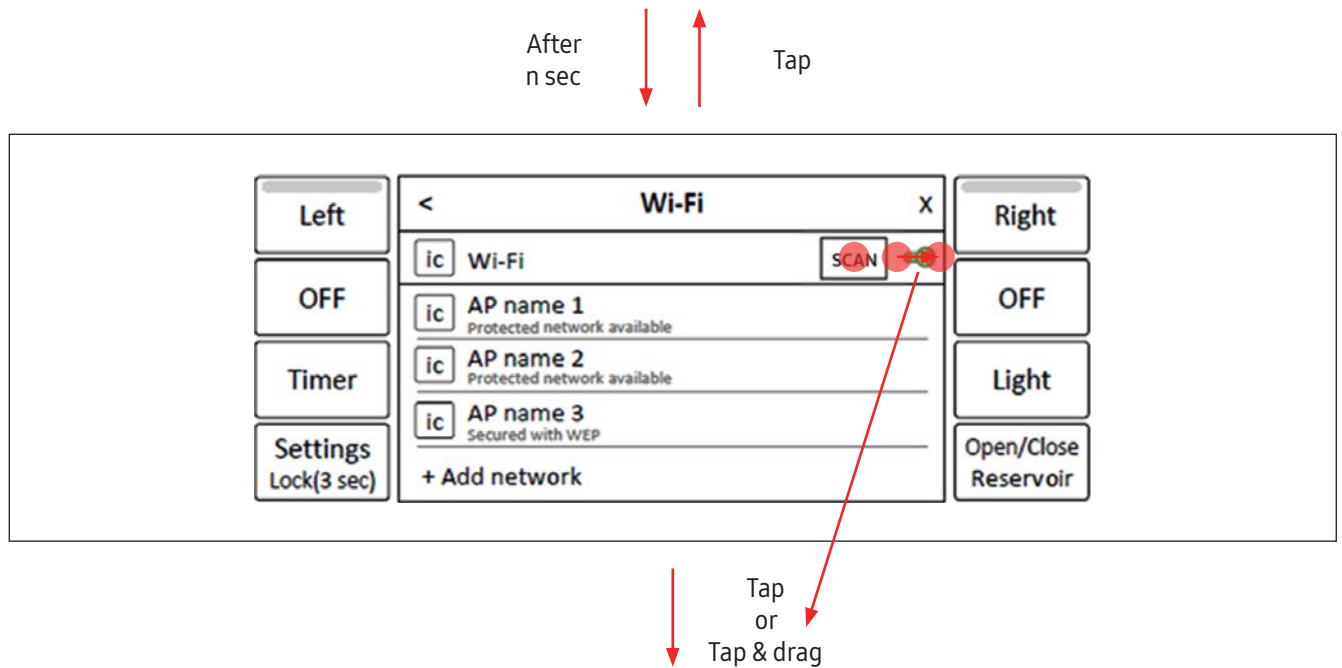 After
n sec
Tap
Left
OFF
Timer
Settings
Lock(3 sec)
< Wi-Fi X
ic Wi-Fi SCAN
ic AP name 1
Protected network available
ic AP name 2
Protected network available
ic AP name 3
Secured with WEP
+ Add network
Right
OFF
Light
Open/Close
Reservoir
Tap
or
Tap & drag